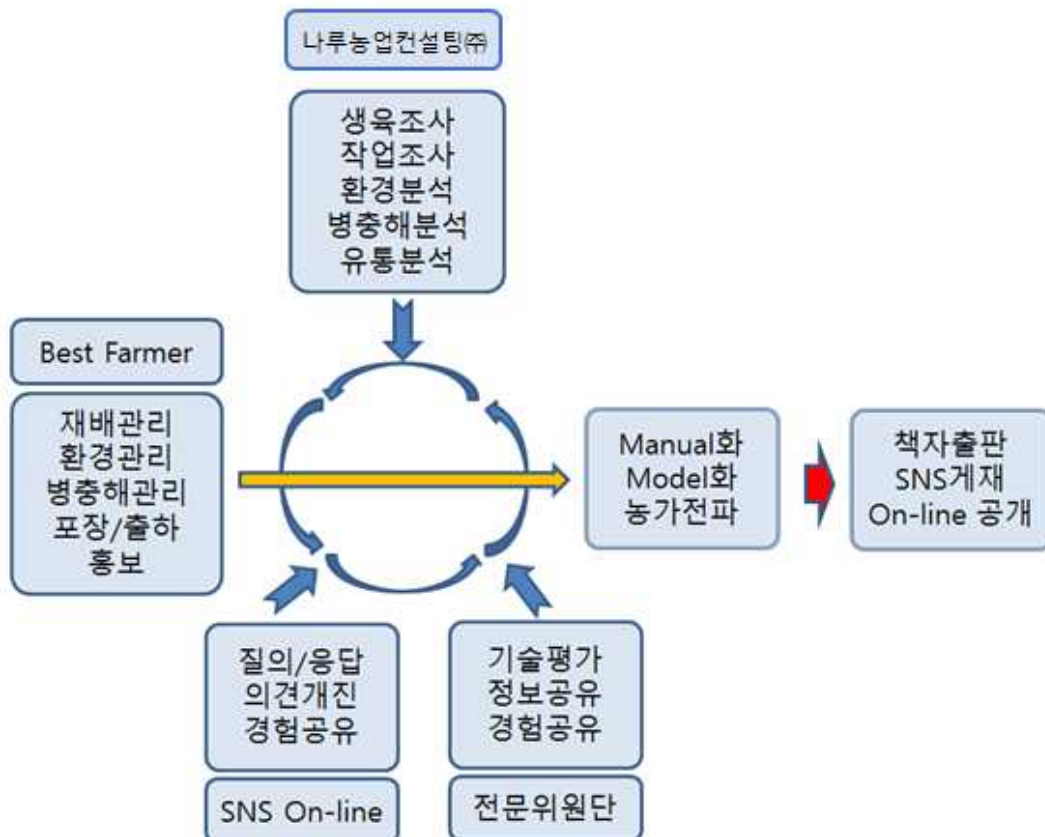 나루농업컨설팅㈜
생육조사
작업조사
환경분석
병충해분석
유통분석
Best Farmer
재배관리
환경관리
병충해관리
포장/출하
홍보
Manual화
Model화
농가전파
책자출판
SNS게재
On-line 공개
질의/응답
의견개진
경험공유
SNS On-line
기술평가
정보공유
경험공유
전문위원단